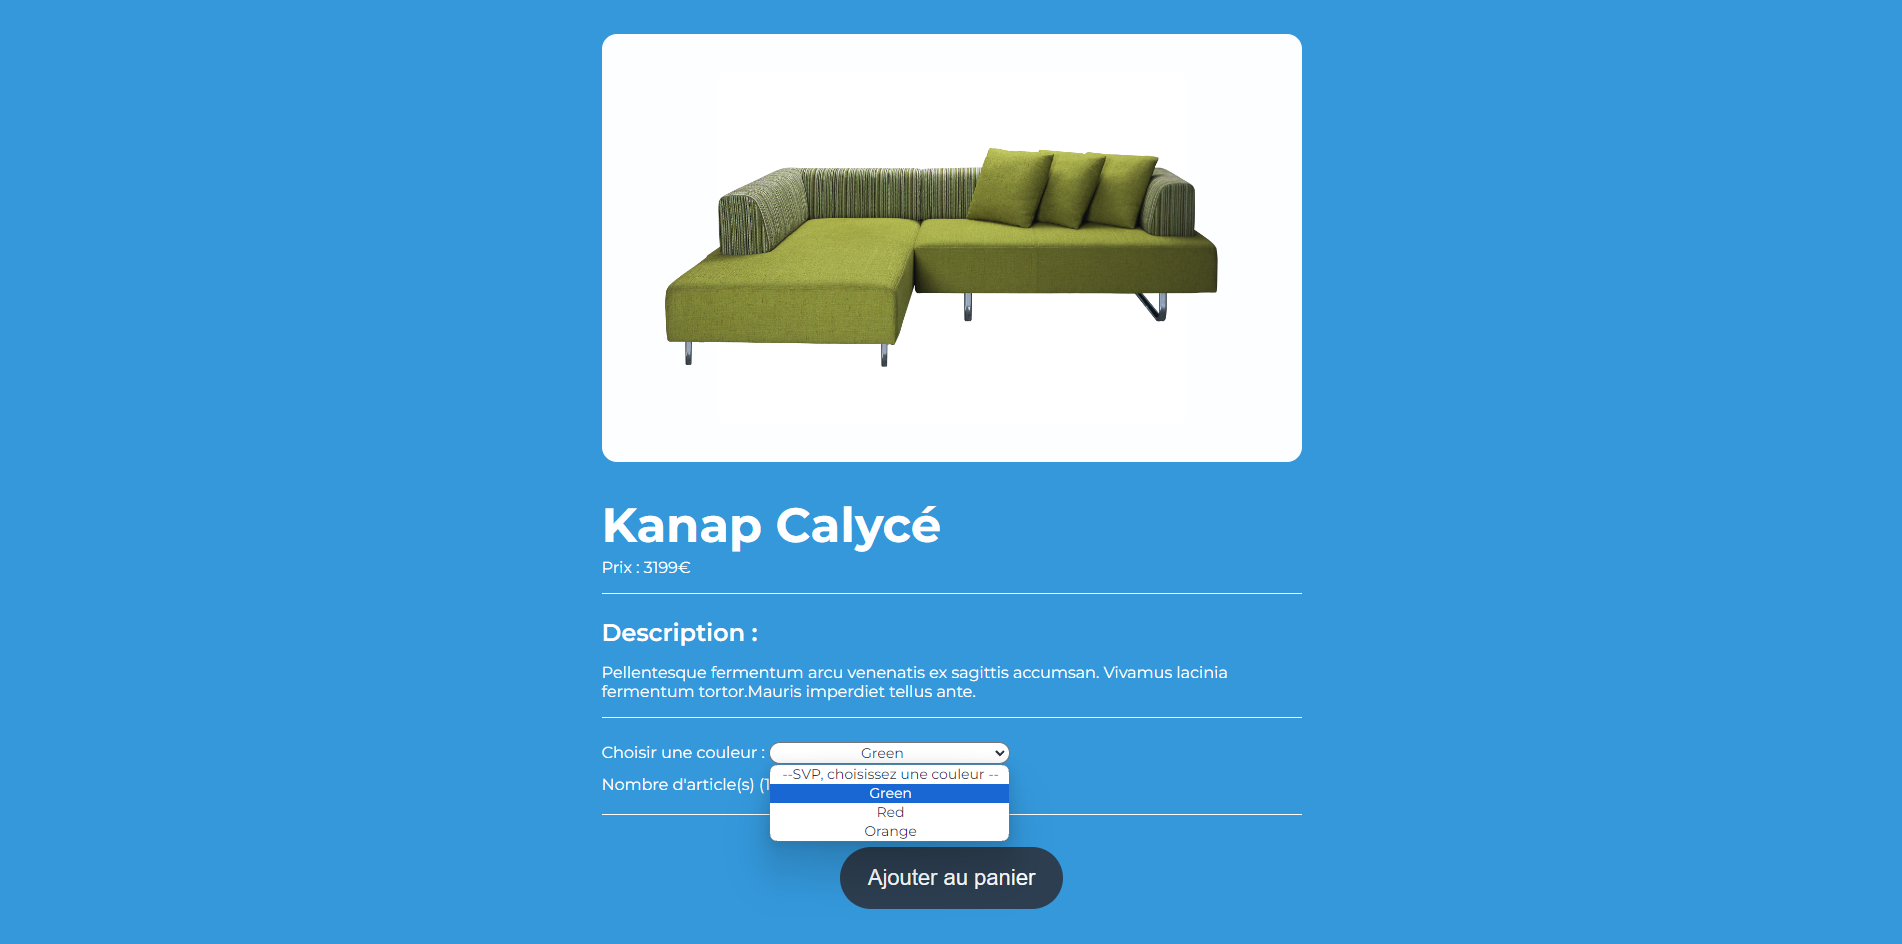 Kanap Calycé
Prix : 3199€
Description :
Pellentesque fermentum arcu venenatis ex sagittis accumsan. Vivamus lacinia
fermentum tortor.Mauris imperdiet tellus ante.
Choisir une couleur : Green
--SVP, choisissez une couleur --
Nombre d'article(s) (1
Green
Red
Orange
Ajouter au panier